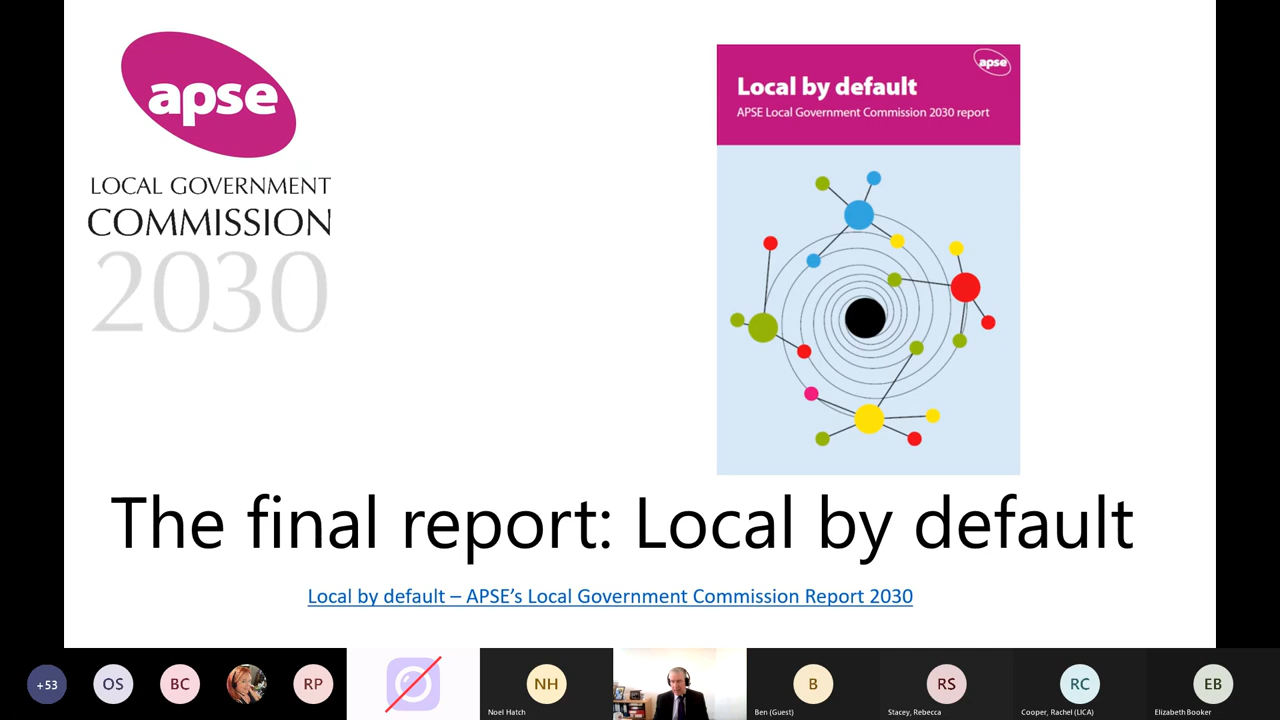 apse
LOCAL GOVERNMENT
COMMISSION
2030
apse
Local by default
APSE Local Government Commission 2030 report
The final report: Local by default
Local by default – APSE's Local Government Commission Report 2030
+53
OS
BC
RP
NH
Noel Hatch
B
Ben (Guest)
RS
Stacey, Rebecca
RC
Cooper, Rachel (LICA)
EB
Elizabeth Booker